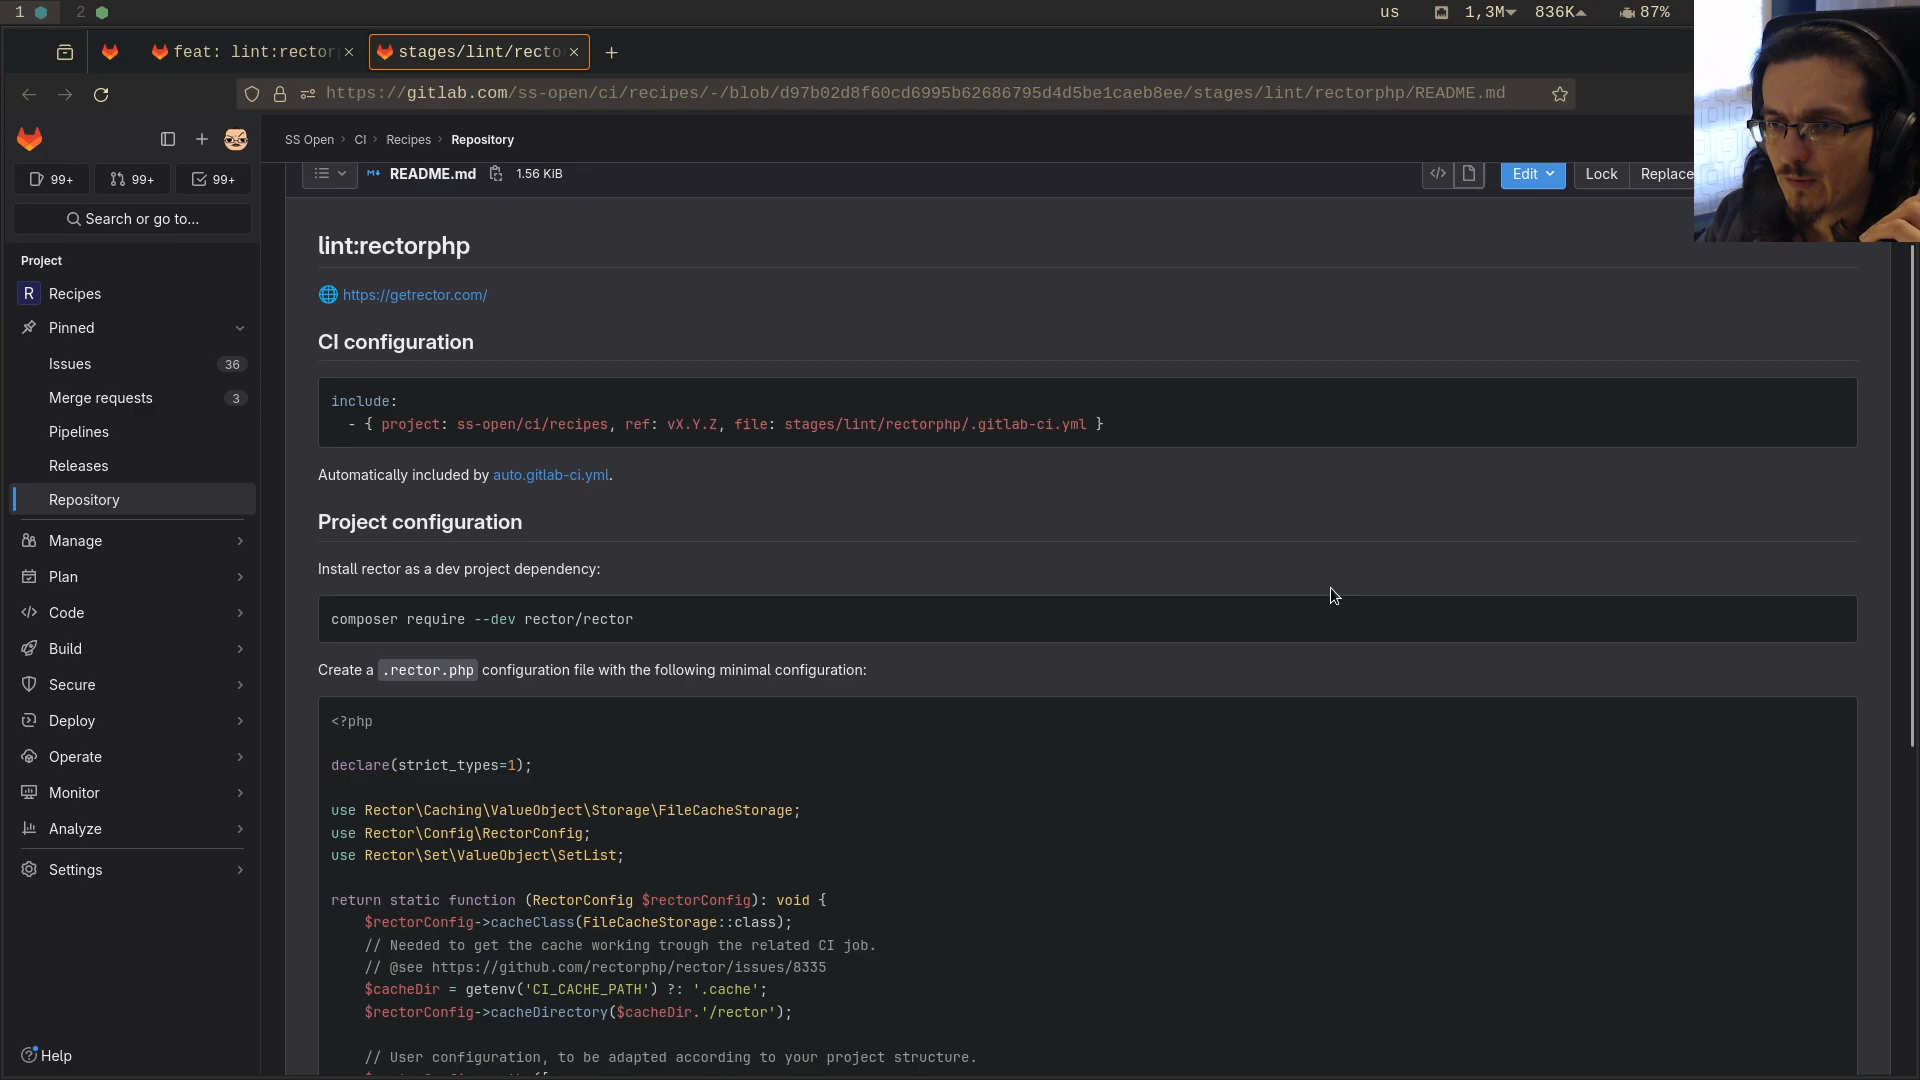 1 2 us 1,3M 836K 87%
feat: lint:rectorp stages/lint/recto
https://gitlab.com/ss-open/ci/recipes/-/blob/d97b02d8f60cd6995b62686795d4d5be1caeb8ee/stages/lint/rectorphp/README.md
SS Open CI Recipes Repository
99+ 99+ 99+
README.md 1.56 KiB Edit Lock Replace
Search or go to...
Project
R Recipes
Pinned
Issues 36
Merge requests 3
Pipelines
Releases
Repository
Manage
Plan
Code
Build
Secure
Deploy
Operate
Monitor
Analyze
Settings
Help
lint:rectorphp
https://getrector.com/
CI configuration
include:
  - { project: ss-open/ci/recipes, ref: vX.Y.Z, file: stages/lint/rectorphp/.gitlab-ci.yml }
Automatically included by auto.gitlab-ci.yml.
Project configuration
Install rector as a dev project dependency:
composer require --dev rector/rector
Create a .rector.php configuration file with the following minimal configuration:
<?php
declare(strict_types=1);
use Rector\Caching\ValueObject\Storage\FileCacheStorage;
use Rector\Config\RectorConfig;
use Rector\Set\ValueObject\SetList;
return static function (RectorConfig $rectorConfig): void {
    $rectorConfig->cacheClass(FileCacheStorage::class);
    // Needed to get the cache working trough the related CI job.
    // @see https://github.com/rectorphp/rector/issues/8335
    $cacheDir = getenv('CI_CACHE_PATH') ?: '.cache';
    $rectorConfig->cacheDirectory($cacheDir.'/rector');
    // User configuration, to be adapted according to your project structure.